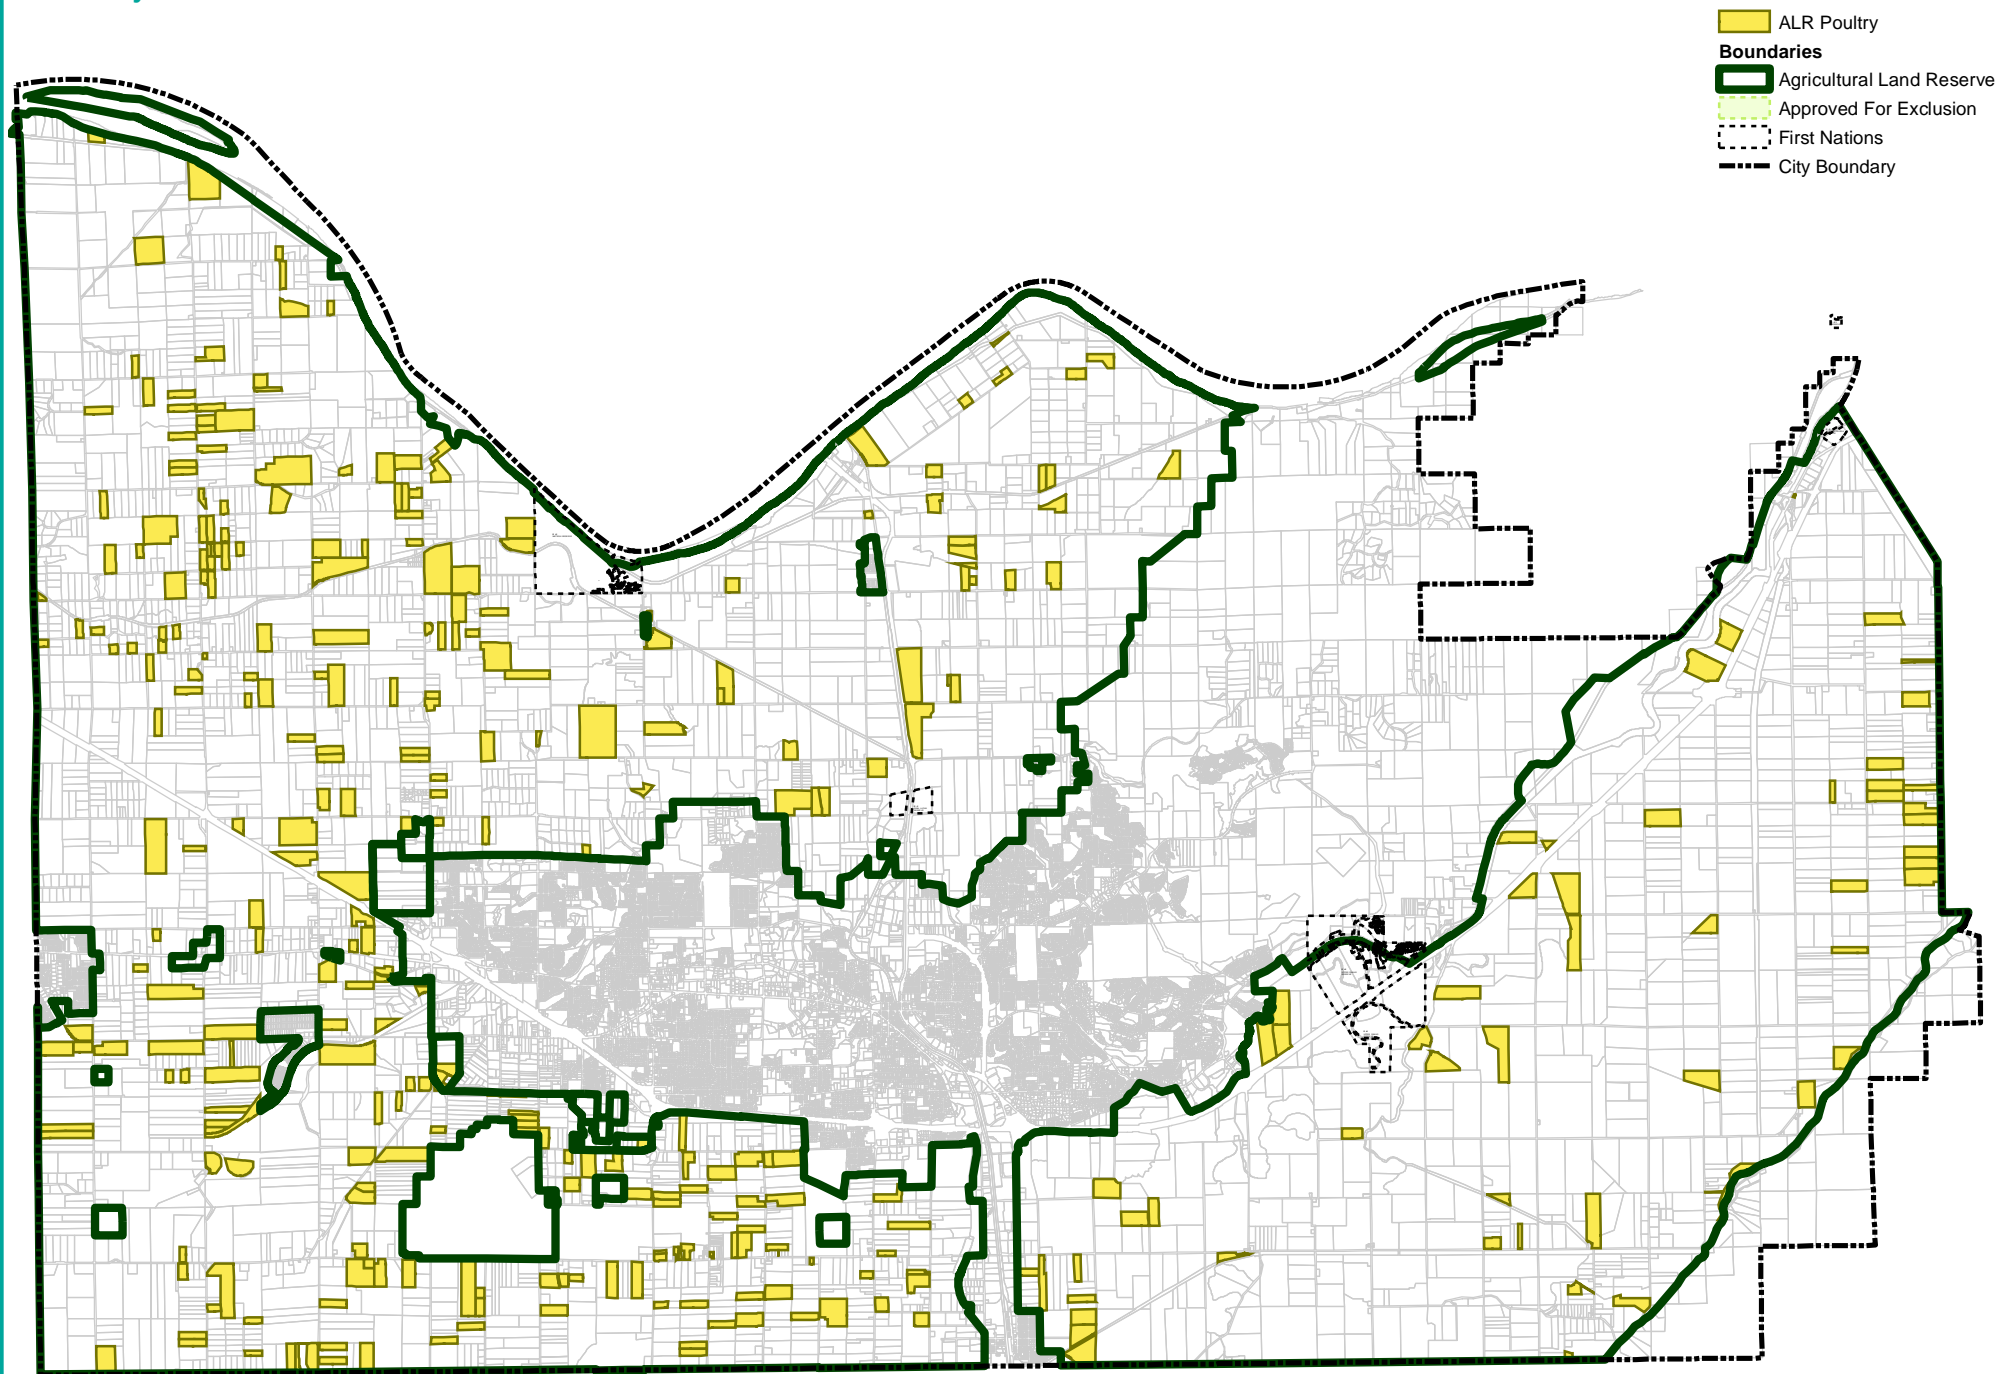 ALR Poultry
Boundaries
Agricultural Land Reserve
Approved For Exclusion
First Nations
City Boundary